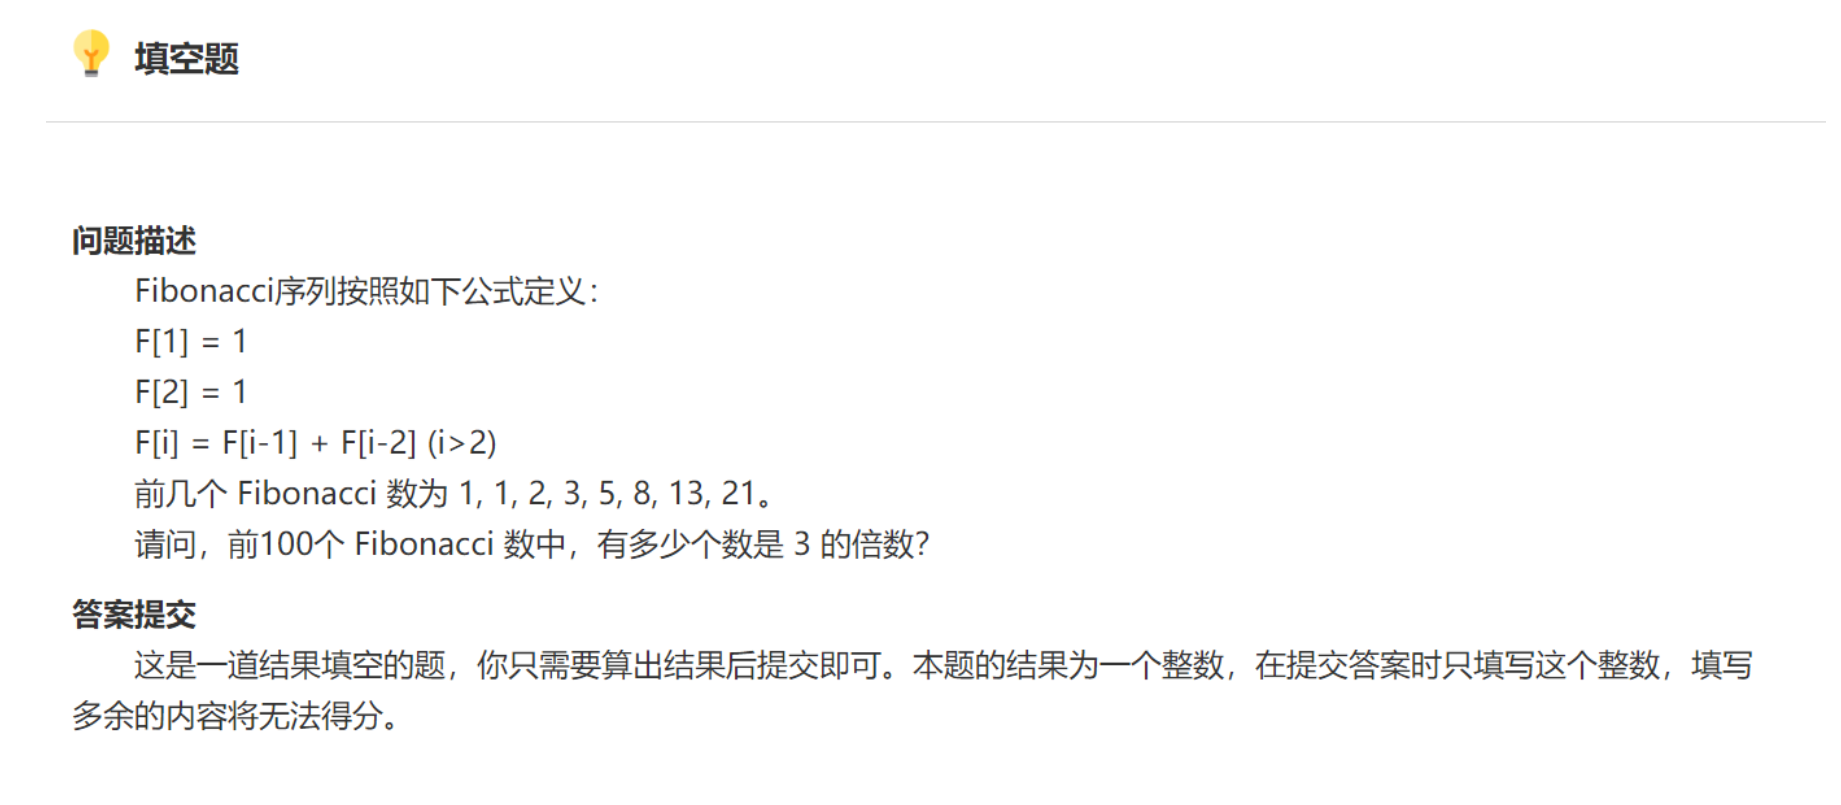 填空题
问题描述
Fibonacci序列按照如下公式定义：
F[1] = 1
F[2] = 1
F[i] = F[i-1] + F[i-2] (i>2)
前几个 Fibonacci 数为 1, 1, 2, 3, 5, 8, 13, 21。
请问，前100个 Fibonacci 数中，有多少个数是 3 的倍数？
答案提交
这是一道结果填空的题，你只需要算出结果后提交即可。本题的结果为一个整数，在提交答案时只填写这个整数，填写
多余的内容将无法得分。